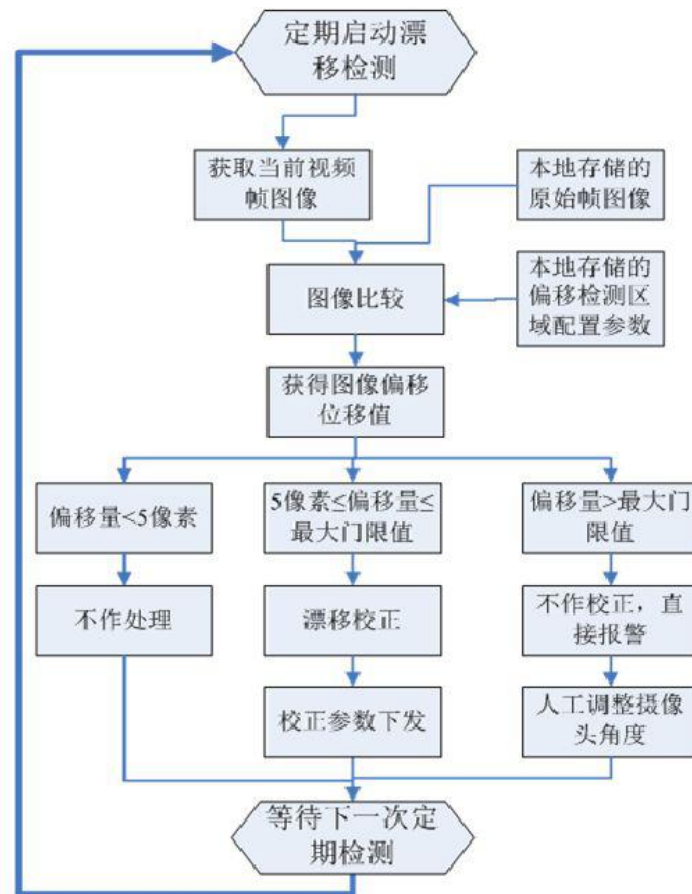 定期启动漂
移检测
获取当前视频
帧图像
本地存储的
原始帧图像
图像比较
本地存储的
偏移检测区
域配置参数
获得图像偏移
位移值
偏移量<5像素
5像素≤偏移量≤
最大门限值
偏移量>最大门
限值
不作处理
漂移校正
不作校正，直
接报警
校正参数下发
人工调整摄像
头角度
等待下一次定
期检测